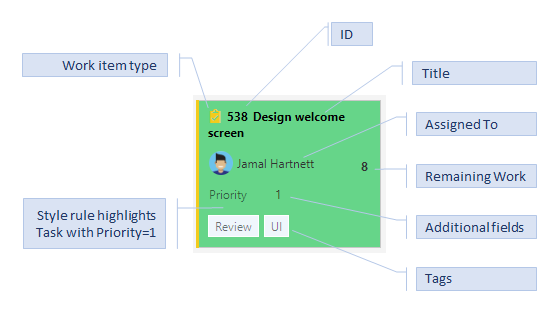 ID
Work item type
Title
538 Design welcome
screen
Assigned To
Jamal Hartnett
8
Remaining Work
Priority 1
Style rule highlights
Task with Priority=1
Additional fields
Review UI
Tags